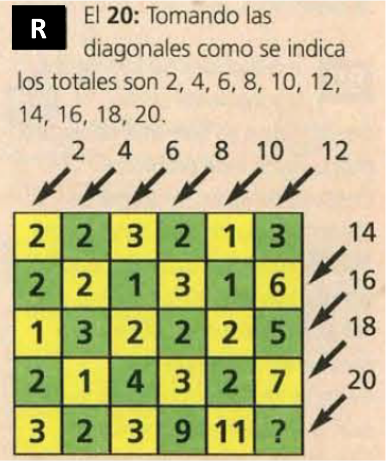 R El 20: Tomando las
diagonales como se indica
los totales son 2, 4, 6, 8, 10, 12,
14, 16, 18, 20.
2 4 6 8 10 12
2 2 3 2 1 3
14
2 2 1 3 1 6
16
1 3 2 2 2 5
18
2 1 4 3 2 7
20
3 2 3 9 11 ?